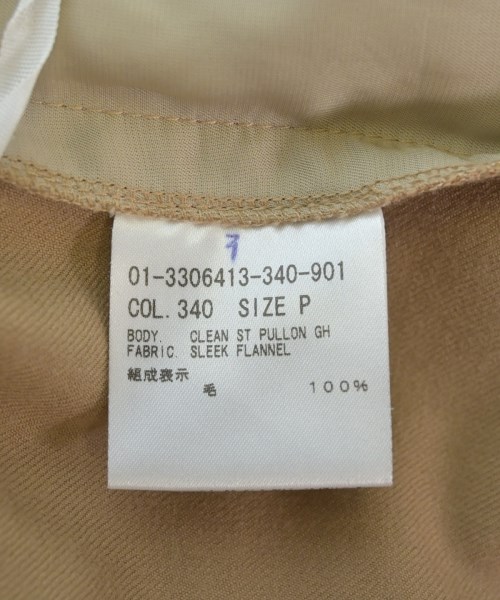 01-3306413-340-901
COL. 340 SIZE P
BODY. CLEAN ST PULLON GH
FABRIC. SLEEK FLANNEL
組成表示
毛 100%